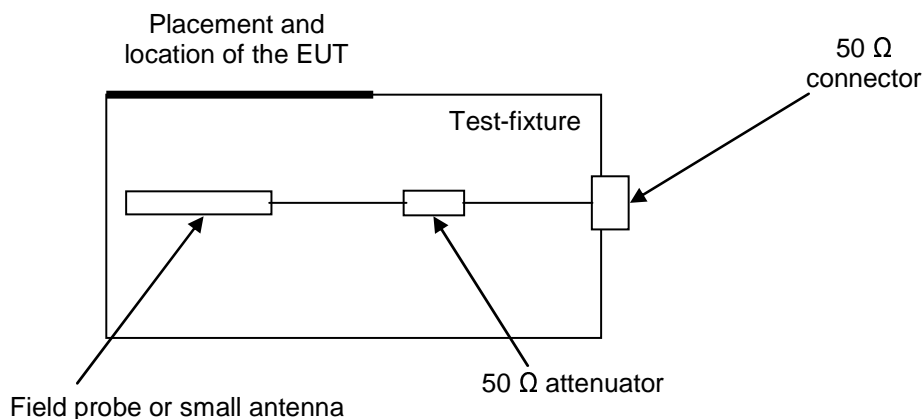 Placement and
location of the EUT
50 Ω
connector
Test-fixture
50 Ω attenuator
Field probe or small antenna